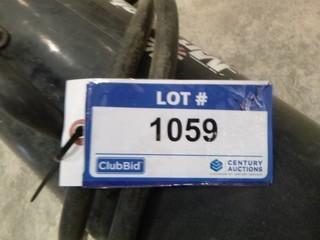 LOT #
1059
ClubBid
CENTURY
AUCTIONS